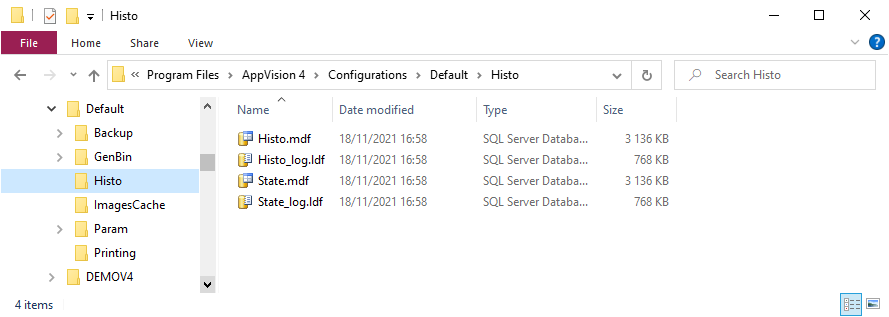 Histo
File Home Share View
« Program Files > AppVision 4 > Configurations > Default > Histo
Search Histo
Name Date modified Type Size
Default
Backup
GenBin
Histo
ImagesCache
Param
Printing
DEMOV4
Histo.mdf 18/11/2021 16:58 SQL Server Databa... 3 136 KB
Histo_log.ldf 18/11/2021 16:58 SQL Server Databa... 768 KB
State.mdf 18/11/2021 16:58 SQL Server Databa... 3 136 KB
State_log.ldf 18/11/2021 16:58 SQL Server Databa... 768 KB
4 items